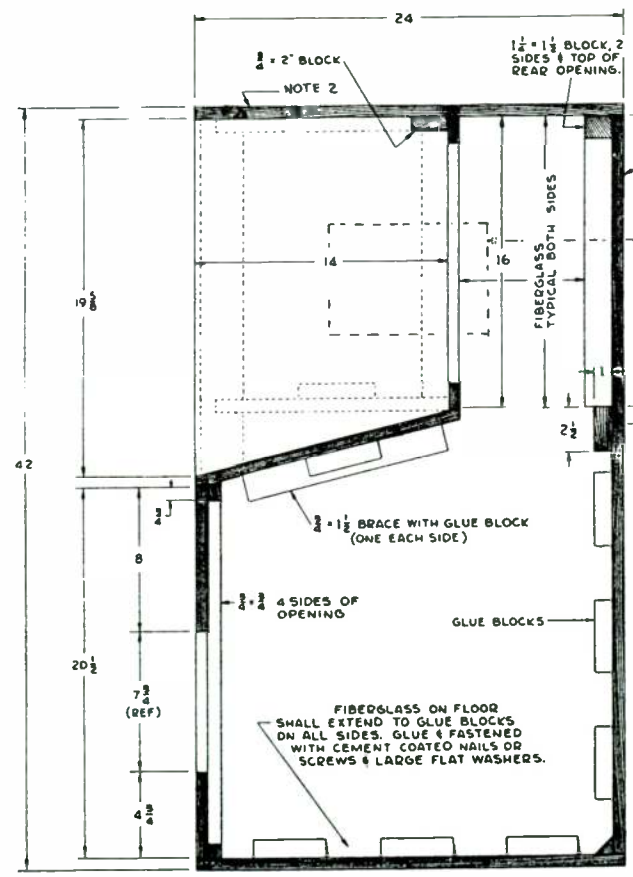 24
3/4 = 2" BLOCK
NOTE 2
1 1/2 = 1 1/2 BLOCK, 2
SIDES & TOP OF
REAR OPENING.
14
16
FIBERGLASS
TYPICAL BOTH SIDES
1
42
2 1/2
3/4 = 1 1/2 BRACE WITH GLUE BLOCK
(ONE EACH SIDE)
3/4
8
3/4 = 3/4 4 SIDES OF
OPENING
GLUE BLOCKS
20 1/2
7 3/4
(REF)
FIBERGLASS ON FLOOR
SHALL EXTEND TO GLUE BLOCKS
ON ALL SIDES. GLUE & FASTENED
WITH CEMENT COATED NAILS OR
SCREWS & LARGE FLAT WASHERS.
4 3/4